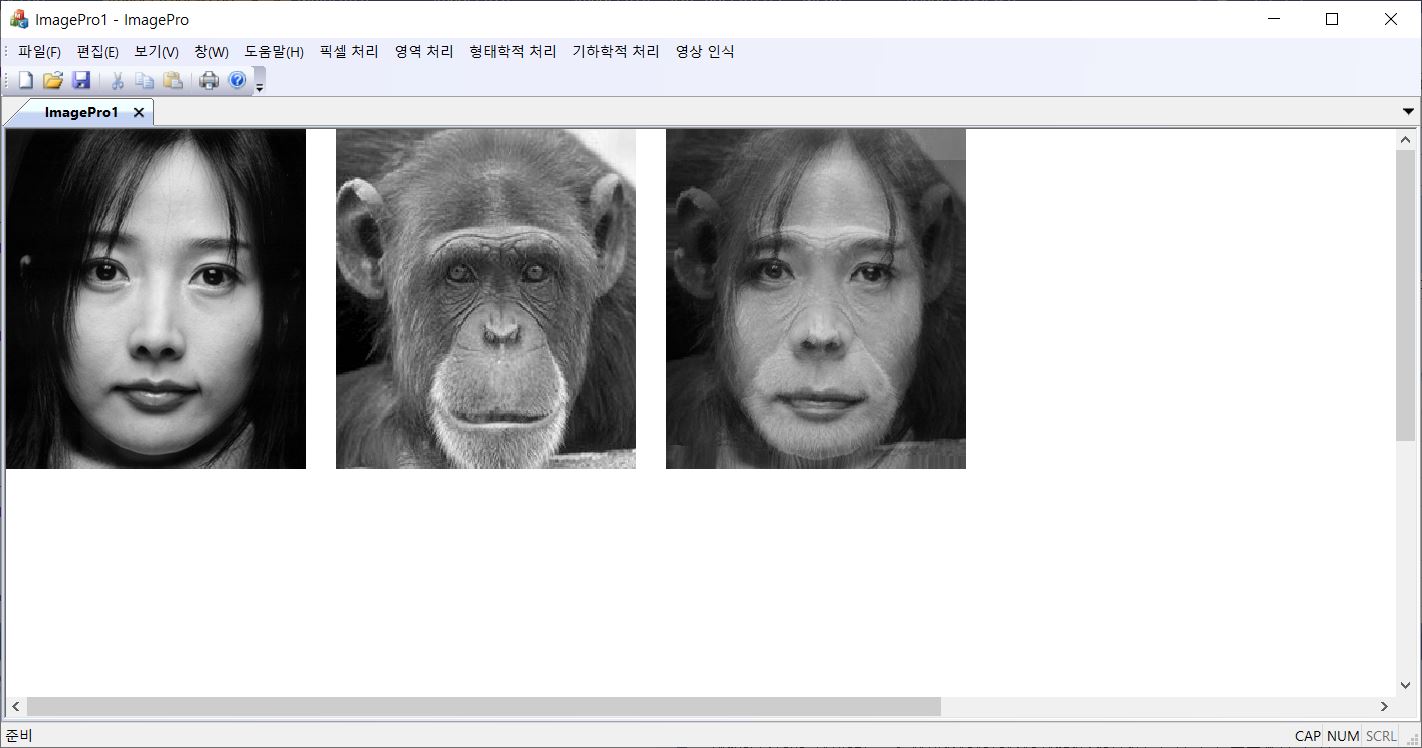 ImagePro1 - ImagePro
파일(F) 편집(E) 보기(V) 창(W) 도움말(H) 픽셀 처리 영역 처리 형태학적 처리 기하학적 처리 영상 인식
ImagePro1
준비 CAP NUM SCRL